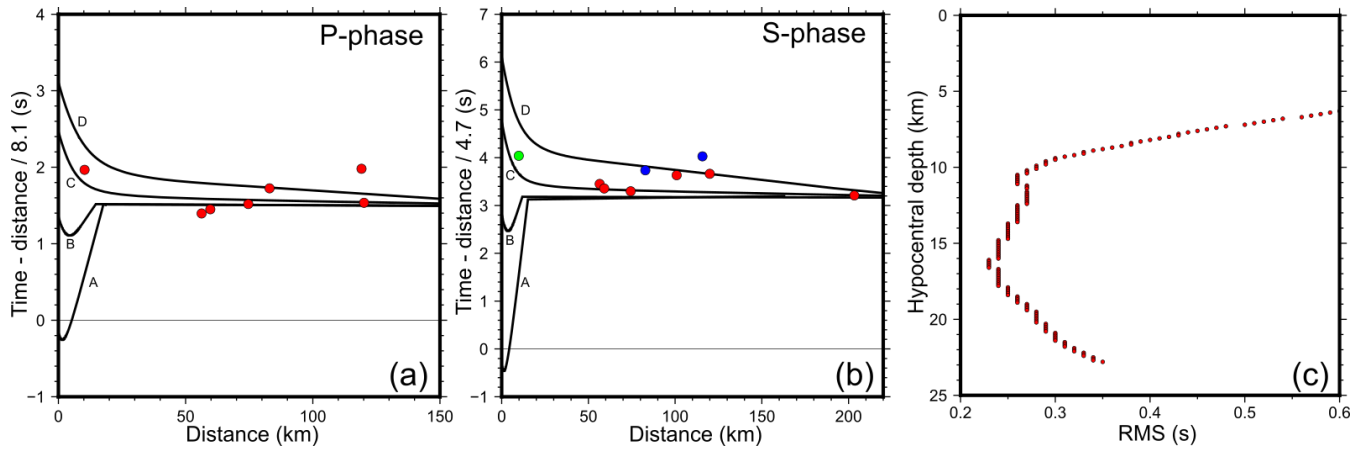 P-phase
4
3
2
1
0
−1
Time - distance / 8.1 (s)
D
C
B
A
(a)
0
50
100
150
Distance (km)
S-phase
7
6
5
4
3
2
1
0
−1
Time - distance / 4.7 (s)
D
C
B
A
(b)
0
50
100
150
200
Distance (km)
0
5
10
15
20
25
Hypocentral depth (km)
(c)
0.2
0.3
0.4
0.5
0.6
RMS (s)